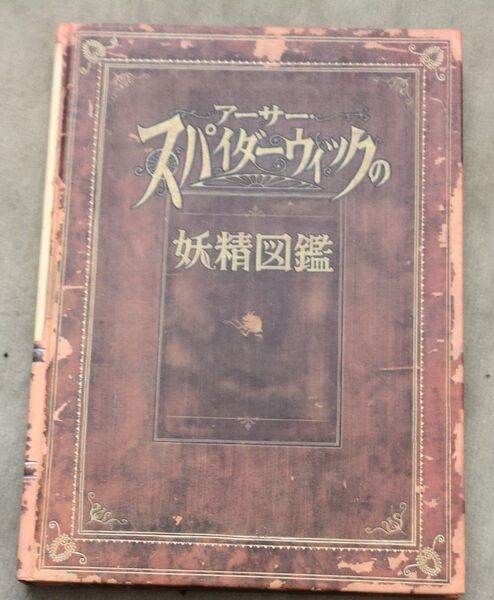 アーサー・
スパイダーウィックの
妖精図鑑